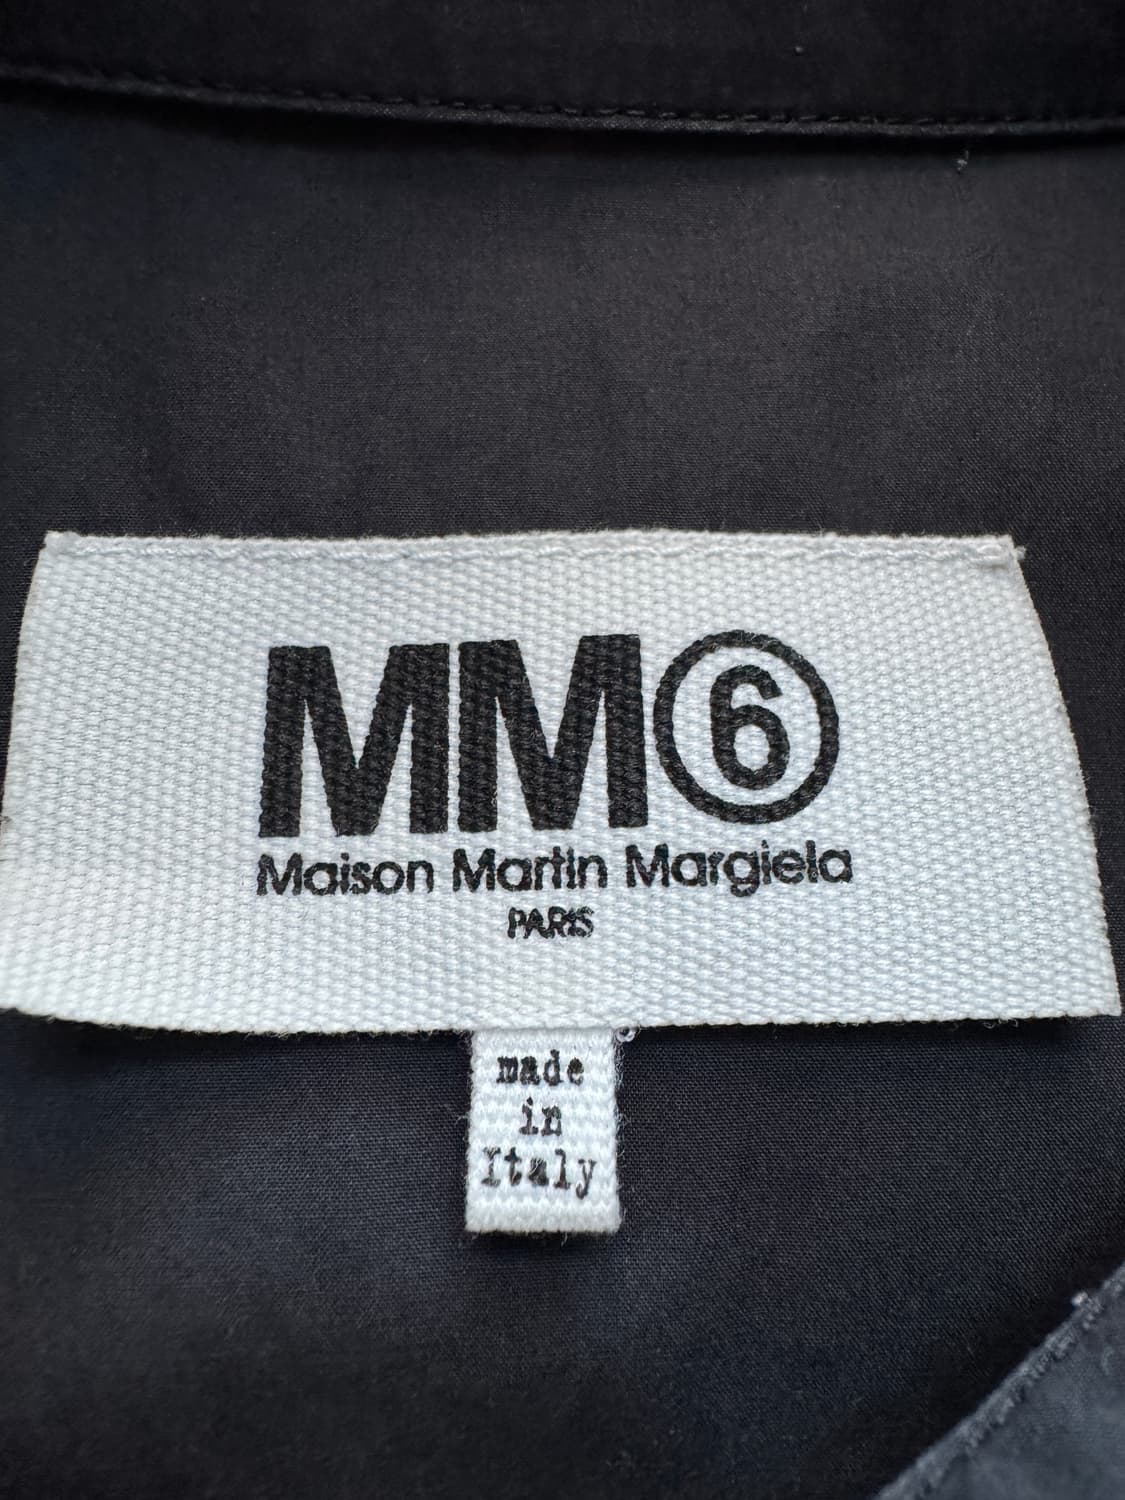 MM⑥
Maison Martin Margiela
PARIS
made
in
Italy